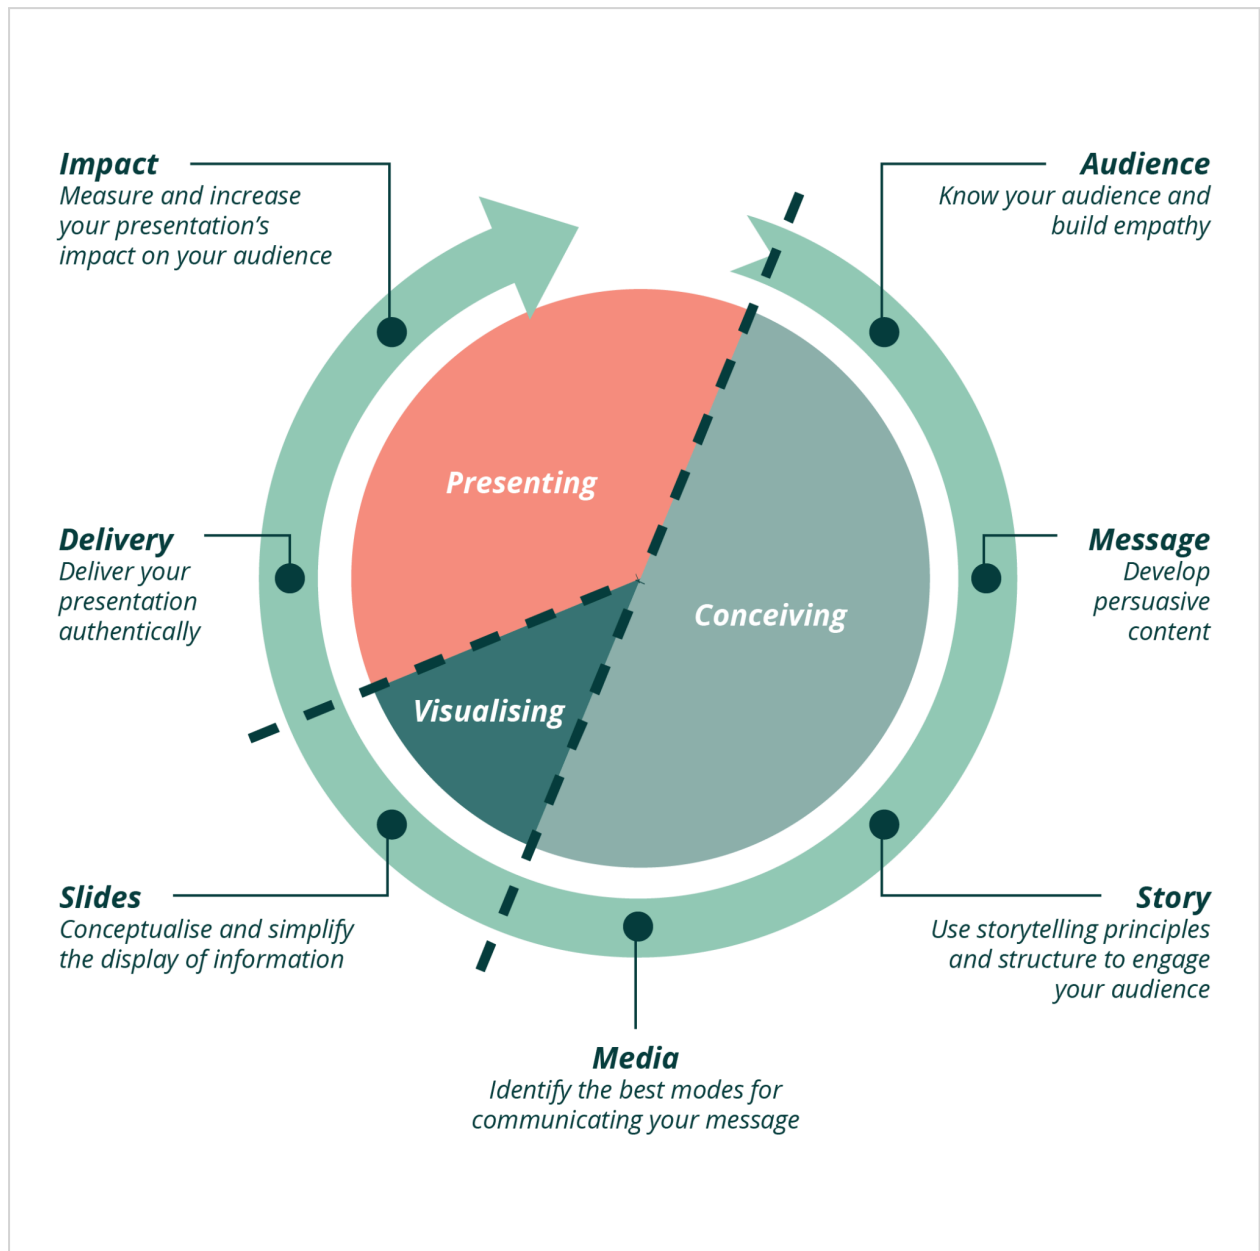 Impact
Measure and increase
your presentation’s
impact on your audience
Audience
Know your audience and
build empathy
Presenting
Delivery
Deliver your
presentation
authentically
Message
Develop
persuasive
content
Conceiving
Visualising
Slides
Conceptualise and simplify
the display of information
Story
Use storytelling principles
and structure to engage
your audience
Media
Identify the best modes for
communicating your message